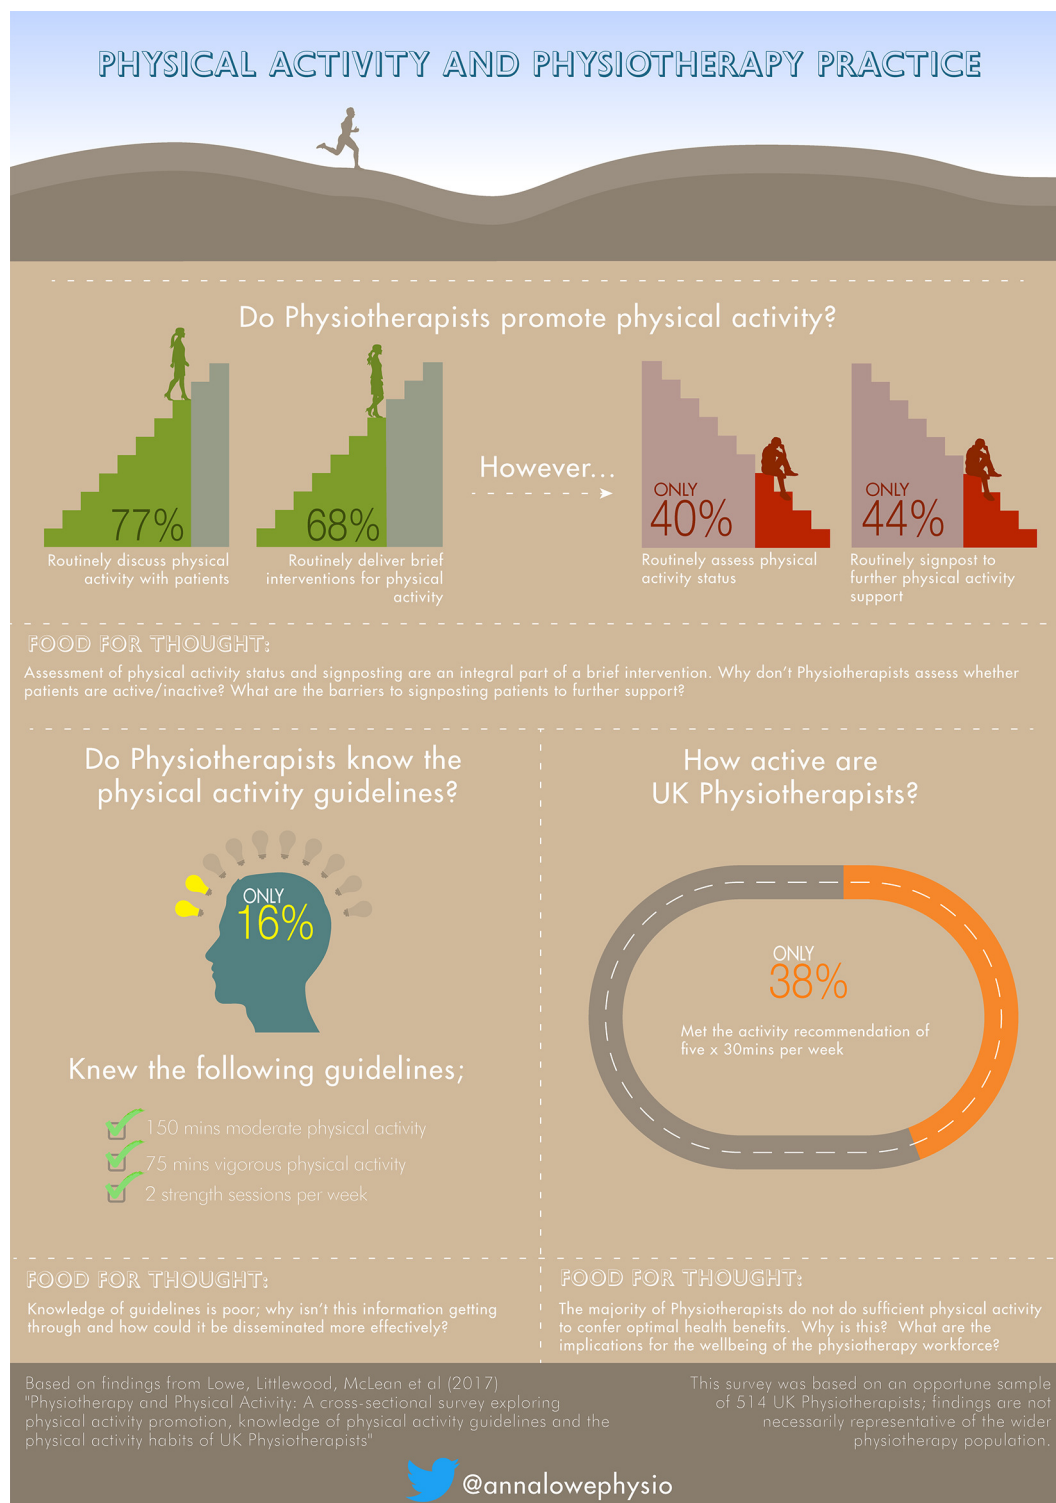 PHYSICAL ACTIVITY AND PHYSIOTHERAPY PRACTICE
Do Physiotherapists promote physical activity?
77%
Routinely discuss physical
activity with patients
68%
Routinely deliver brief
interventions for physical
activity
However...
ONLY
40%
Routinely assess physical
activity status
ONLY
44%
Routinely signpost to
further physical activity
support
FOOD FOR THOUGHT:
Assessment of physical activity status and signposting are an integral part of a brief intervention. Why don't Physiotherapists assess whether
patients are active/inactive? What are the barriers to signposting patients to further support?
Do Physiotherapists know the
physical activity guidelines?
ONLY
16%
Knew the following guidelines;
150 mins moderate physical activity
75 mins vigorous physical activity
2 strength sessions per week
FOOD FOR THOUGHT:
Knowledge of guidelines is poor; why isn't this information getting
through and how could it be disseminated more effectively?
How active are
UK Physiotherapists?
ONLY
38%
Met the activity recommendation of
five x 30mins per week
FOOD FOR THOUGHT:
The majority of Physiotherapists do not do sufficient physical activity
to confer optimal health benefits. Why is this? What are the
implications for the wellbeing of the physiotherapy workforce?
Based on findings from Lowe, Littlewood, McLean et al (2017)
"Physiotherapy and Physical Activity: A cross-sectional survey exploring
physical activity promotion, knowledge of physical activity guidelines and the
physical activity habits of UK Physiotherapists"
This survey was based on an opportune sample
of 514 UK Physiotherapists; findings are not
necessarily representative of the wider
physiotherapy population.
@annalowephysio